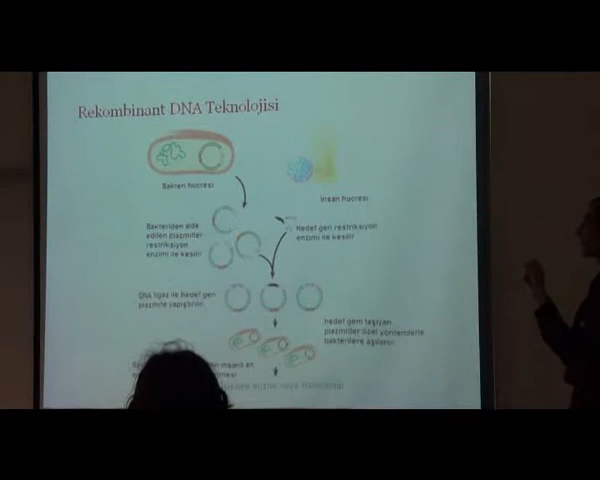 Rekombinant DNA Teknolojisi
Bakteri hücresi
İnsan hücresi
Bakteriden elde
edilen plazmitler
restriksiyon
enzimi ile kesilir
Hedef gen restriksiyon
enzimi ile kesilir
DNA ligaz ile hedef gen
plazmite yapıştırılır.
hedef geni taşıyan
plazmitler özel yöntemlerle
bakterilere aşılanır